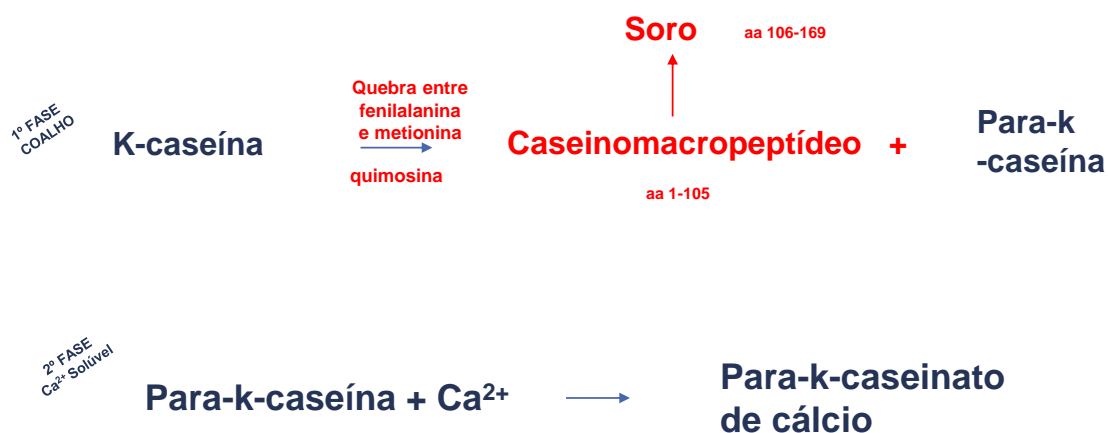 Soro
aa 106-169
1º FASE
COALHO
K-caseína
Quebra entre
fenilalanina
e metionina
quimosina
Caseinomacropeptídeo +
aa 1-105
Para-k
-caseína
2º FASE
Ca²⁺ Solúvel
Para-k-caseína + Ca²⁺
Para-k-caseinato
de cálcio